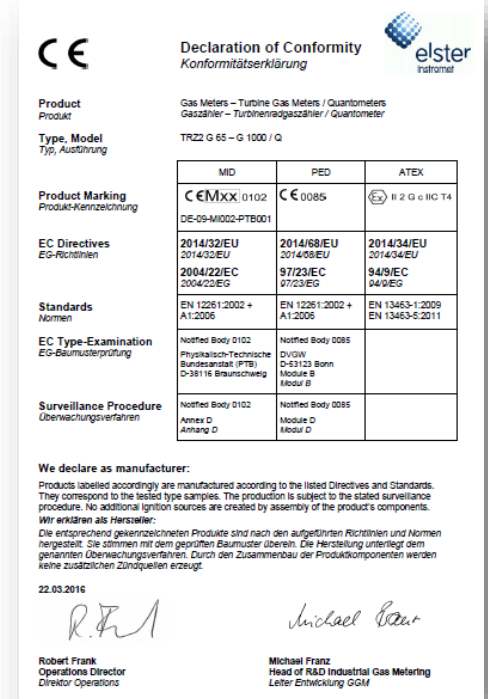 CE
Declaration of Conformity
Konformitätserklärung
elster
Instromet
Product
Produkt
Gas Meters – Turbine Gas Meters / Quantometers
Gaszähler – Turbinenradgaszähler / Quantometer
Type, Model
Typ, Ausführung
TRZ2 G 65 – G 1000 / Q
MID
PED
ATEX
Product Marking
Produkt-Kennzeichnung
CE Mxx 0102
DE-09-MI002-PTB001
CE 0085
Ex II 2 G c IIC T4
EC Directives
EG-Richtlinien
2014/32/EU
2014/32/EU
2004/22/EC
2004/22/EG
2014/68/EU
2014/68/EU
97/23/EC
97/23/EG
2014/34/EU
2014/34/EU
94/9/EC
94/9/EG
Standards
Normen
EN 12261:2002 +
A1:2006
EN 12261:2002 +
A1:2006
EN 13463-1:2009
EN 13463-5:2011
EC Type-Examination
EG-Baumusterprüfung
Notified Body 0102
Physikalisch-Technische
Bundesanstalt (PTB)
D-38116 Braunschweig
Notified Body 0085
DVGW
D-53123 Bonn
Module B
Modul B
Surveillance Procedure
Überwachungsverfahren
Notified Body 0102
Annex D
Anhang D
Notified Body 0085
Module D
Modul D
We declare as manufacturer:
Products labelled accordingly are manufactured according to the listed Directives and Standards.
They correspond to the tested type samples. The production is subject to the stated surveillance
procedure. No additional ignition sources are created by assembly of the product's components.
Wir erklären als Hersteller:
Die entsprechend gekennzeichneten Produkte sind nach den aufgeführten Richtlinien und Normen
hergestellt. Sie stimmen mit dem geprüften Baumuster überein. Die Herstellung unterliegt dem
genannten Überwachungsverfahren. Durch den Zusammenbau der Produktkomponenten werden
keine zusätzlichen Zündquellen erzeugt.
22.03.2016
Robert Frank
Operations Director
Direktor Operations
Michael Franz
Head of R&D Industrial Gas Metering
Leiter Entwicklung GGM